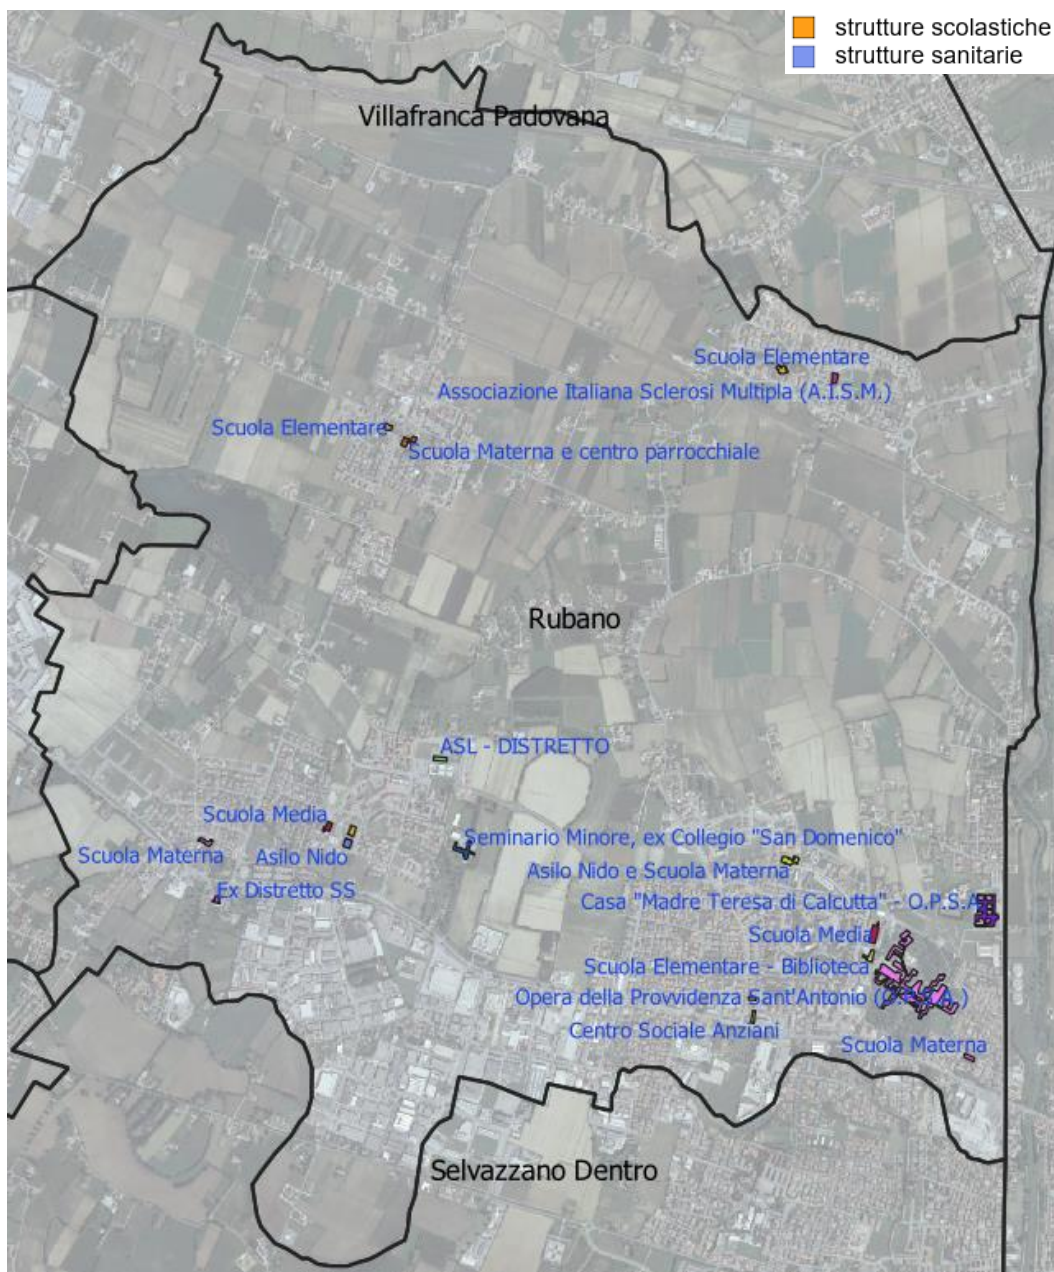 strutture scolastiche
strutture sanitarie
Villafranca Padovana
Scuola Elementare
Associazione Italiana Sclerosi Multipla (A.I.S.M.)
Scuola Elementare
Scuola Materna e centro parrocchiale
Rubano
ASL - DISTRETTO
Scuola Media
Seminario Minore, ex Collegio "San Domenico"
Scuola Materna
Asilo Nido
Asilo Nido e Scuola Materna
Ex Distretto SS
Casa "Madre Teresa di Calcutta" - O.P.S.A
Scuola Media
Scuola Elementare - Biblioteca
Opera della Provvidenza Sant'Antonio
Centro Sociale Anziani
Scuola Materna
Selvazzano Dentro